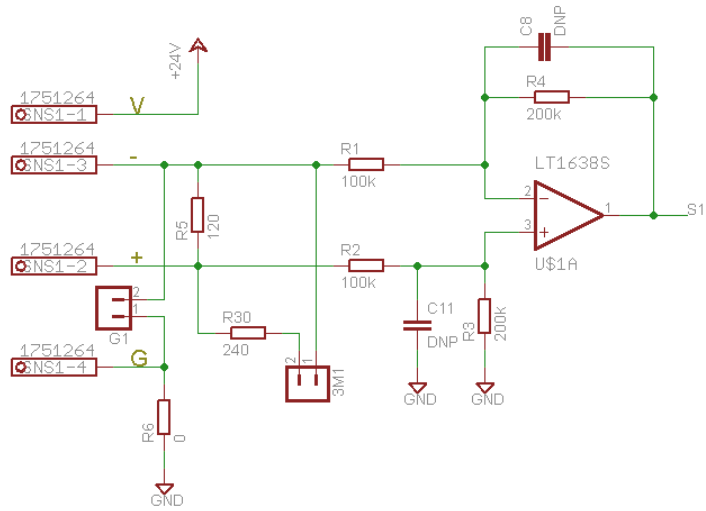 C8
DNP
+24V
R4
200k
1751264
SNS1-1
V
1751264
SNS1-3
-
R1
100k
LT1638S
2
-
1
S1
3
+
U$1A
R5
120
1751264
SNS1-2
+
R2
100k
2
1
G1
C11
DNP
R3
200k
R30
240
2
1
3M1
1751264
SNS1-4
G
GND
GND
R6
0
GND